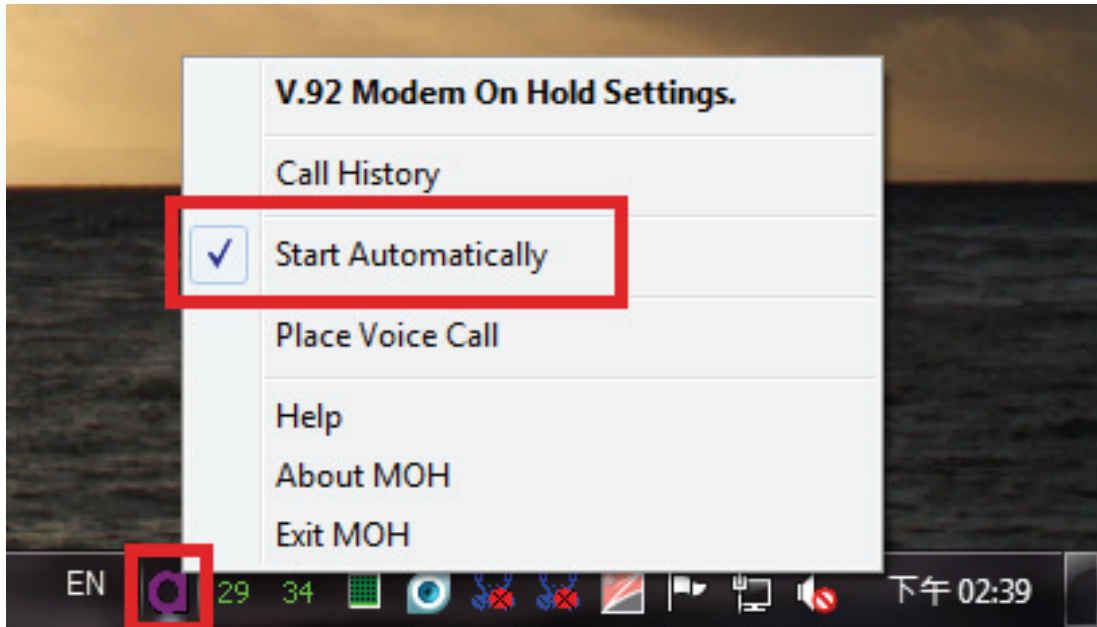 V.92 Modem On Hold Settings.
Call History
Start Automatically
Place Voice Call
Help
About MOH
Exit MOH
EN 29 34 下午 02:39